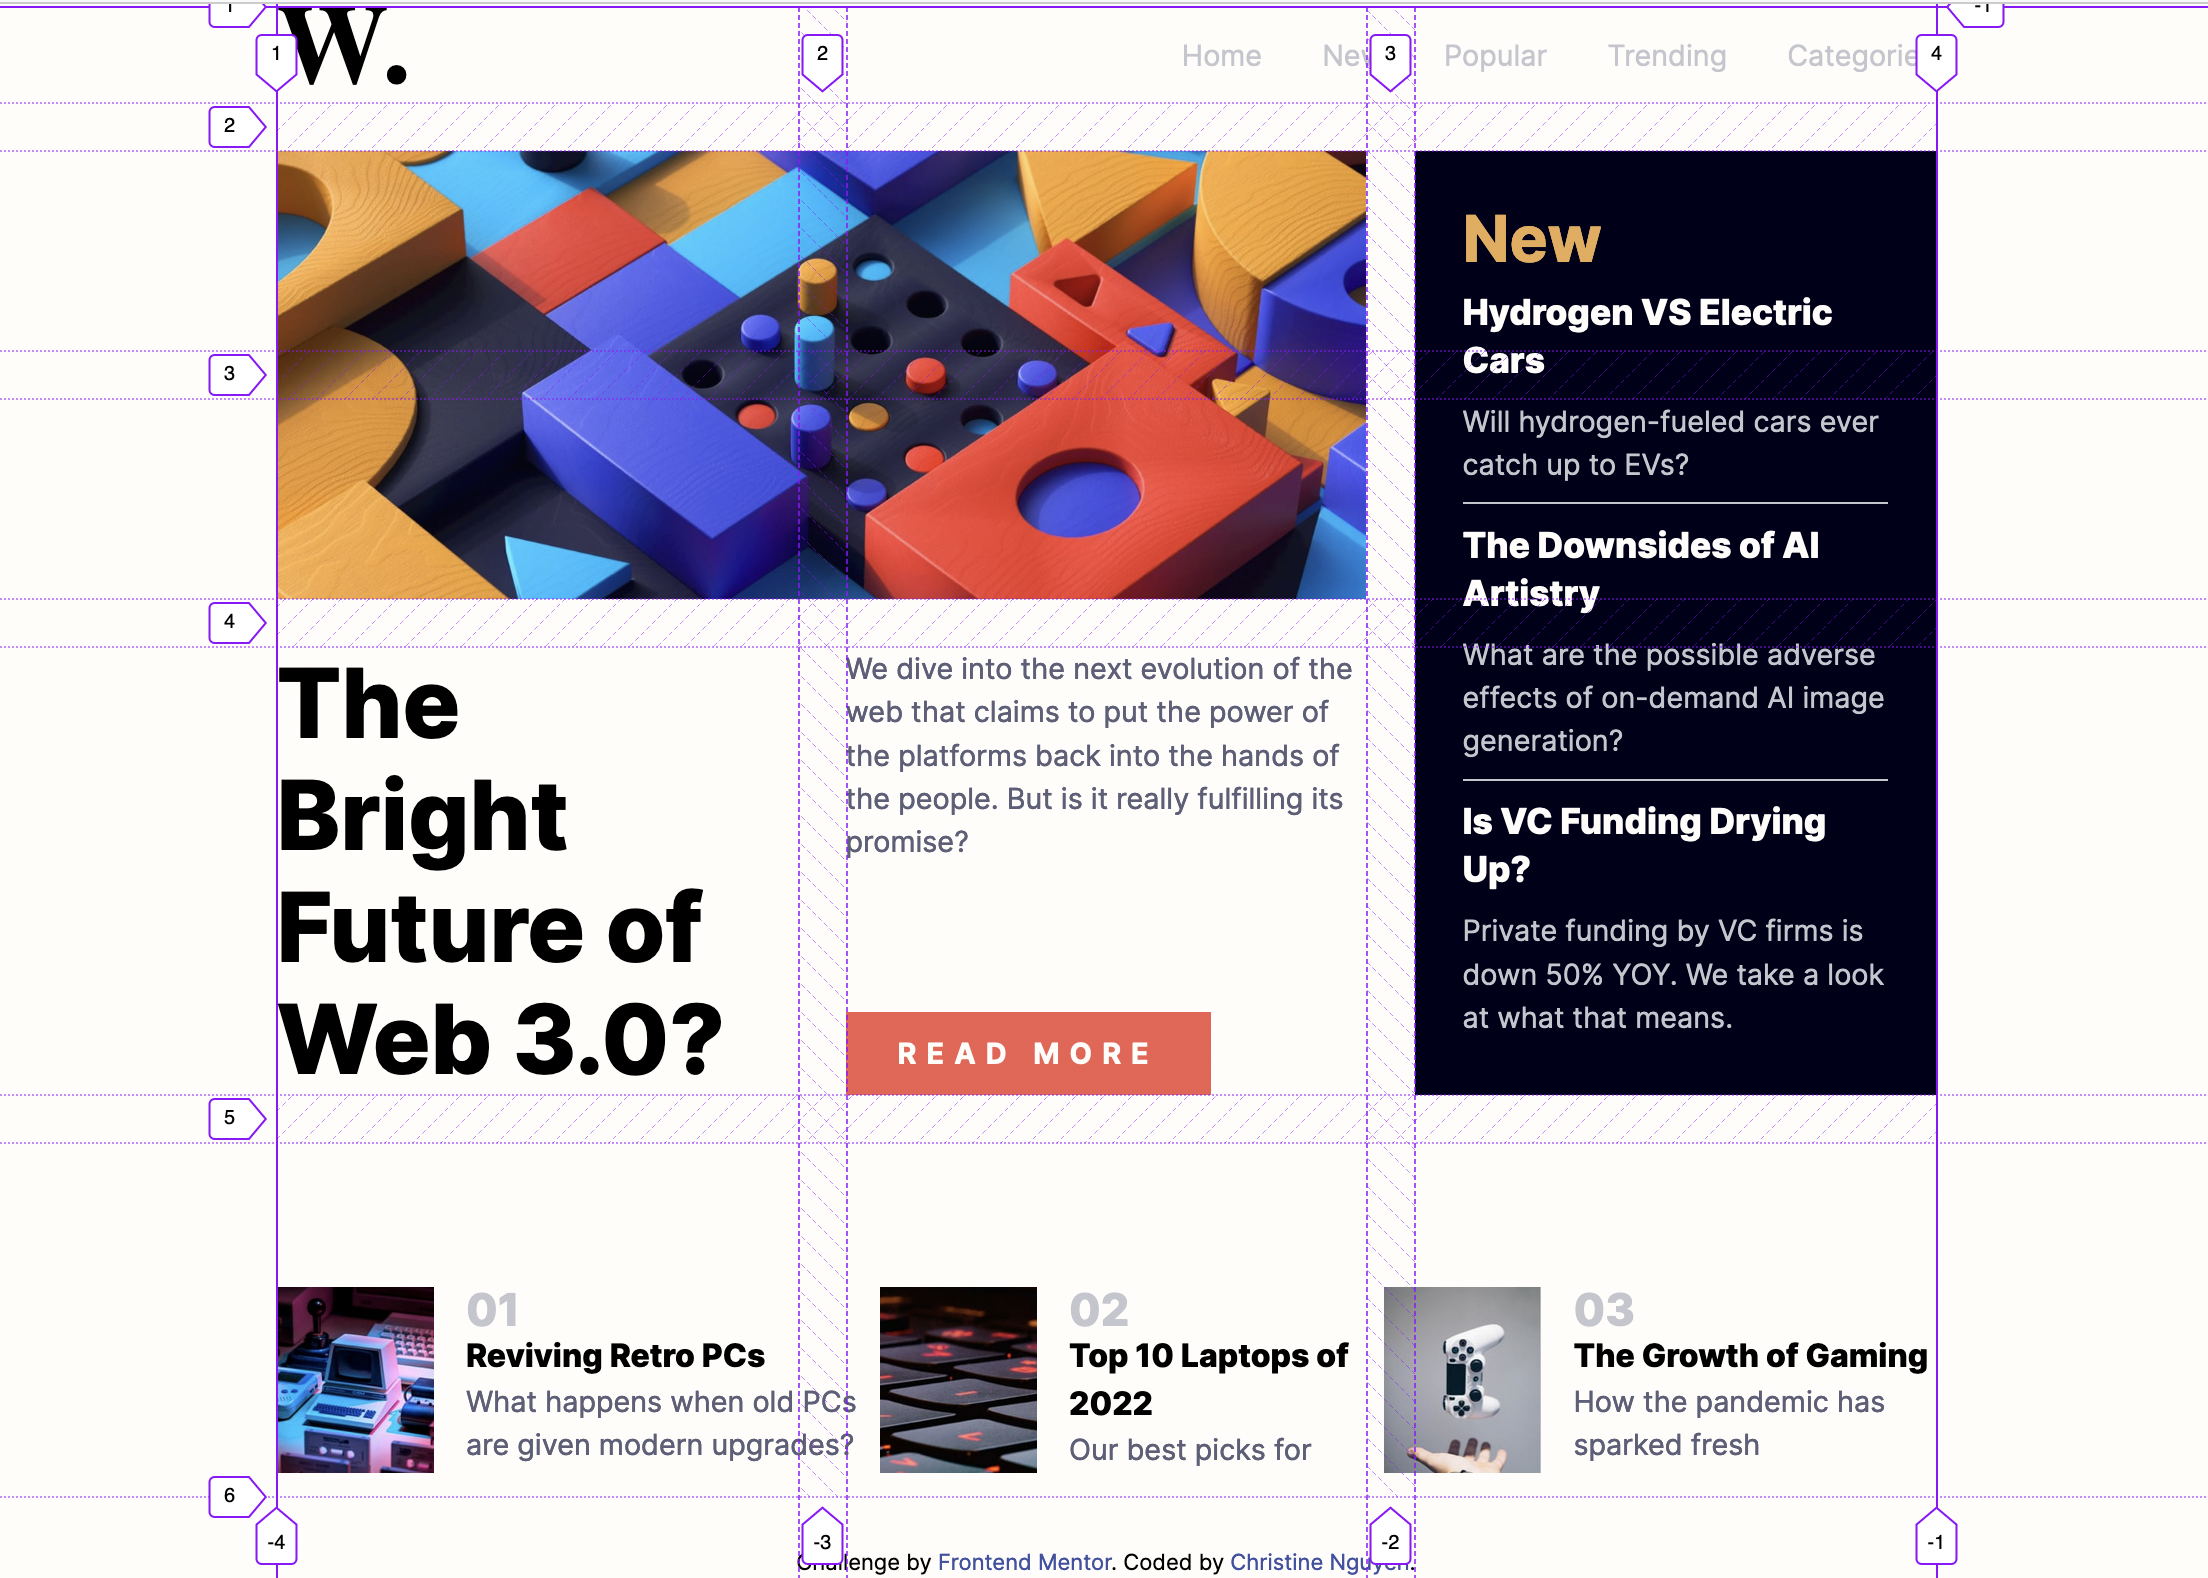 1
-1
W.
1
2
Home
3
Popular
Trending
4
2
New
Hydrogen VS Electric
Cars
3
Will hydrogen-fueled cars ever
catch up to EVs?
The Downsides of AI
Artistry
4
What are the possible adverse
effects of on-demand AI image
generation?
The
Bright
Future of
Web 3.0?
We dive into the next evolution of the
web that claims to put the power of
the platforms back into the hands of
the people. But is it really fulfilling its
promise?
READ MORE
Is VC Funding Drying
Up?
Private funding by VC firms is
down 50% YOY. We take a look
at what that means.
5
01
Reviving Retro PCs
What happens when old PCs
are given modern upgrades?
02
Top 10 Laptops of
2022
Our best picks for
03
The Growth of Gaming
How the pandemic has
sparked fresh
6
-4
-3
-2
-1
Challenge by Frontend Mentor. Coded by Christine Nguyen.